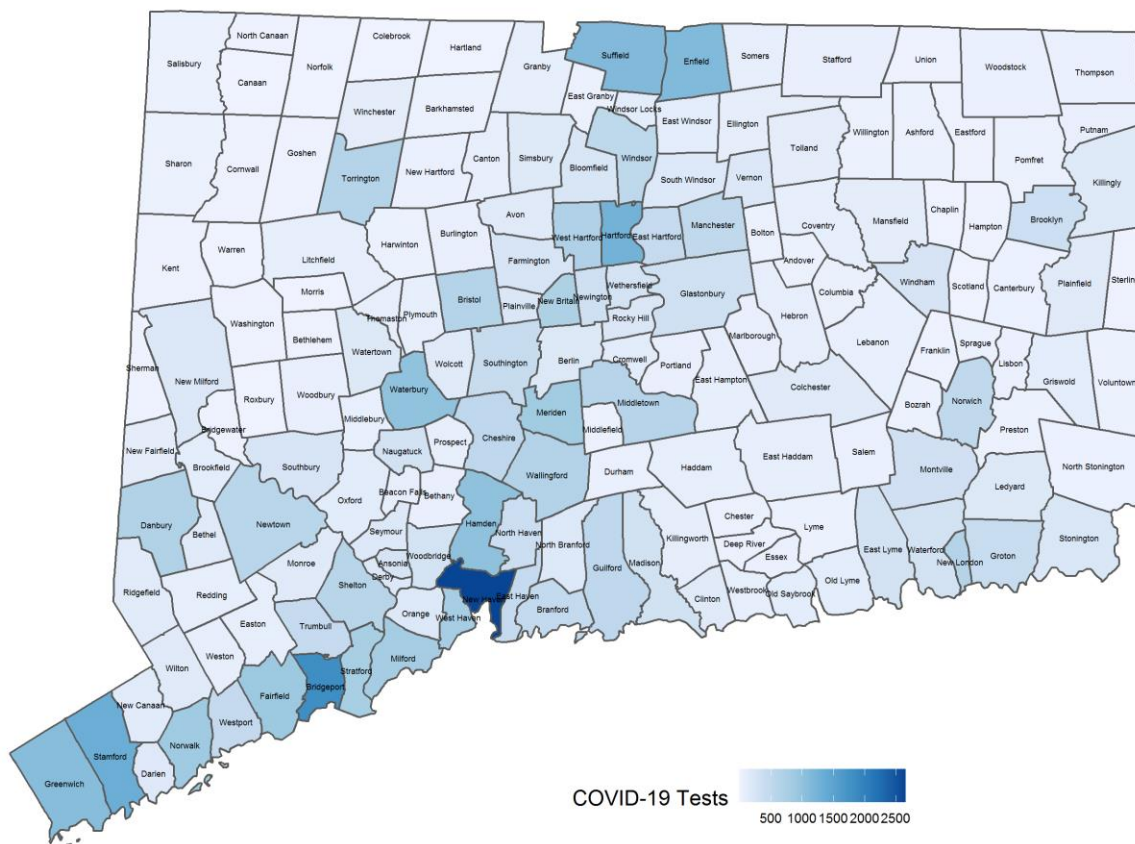 North Canaan
Colebrook
Hartland
Salisbury
Norfolk
Canaan
Granby
Suffield
Enfield
Somers
Stafford
Union
Woodstock
Thompson
East Granby
Windsor Locks
Winchester
Barkhamsted
East Windsor
Ellington
Willington
Ashford
Eastford
Putnam
Sharon
Cornwall
Goshen
Torrington
New Hartford
Canton
Simsbury
Bloomfield
Windsor
Tolland
Pomfret
Killingly
South Windsor
Vernon
Avon
West Hartford
Hartford
East Hartford
Manchester
Bolton
Coventry
Mansfield
Chaplin
Hampton
Brooklyn
Kent
Warren
Litchfield
Harwinton
Burlington
Farmington
Andover
Morris
Bristol
Plainville
New Britain
Newington
Wethersfield
Glastonbury
Columbia
Windham
Scotland
Canterbury
Plainfield
Sterlin
Washington
Bethlehem
Thomaston
Plymouth
Rocky Hill
Marlborough
Hebron
Lebanon
Franklin
Sprague
Lisbon
Sherman
New Milford
Watertown
Wolcott
Southington
Berlin
Cromwell
Portland
East Hampton
Colchester
Griswold
Voluntown
Roxbury
Woodbury
Waterbury
Meriden
Middletown
Bozrah
Norwich
Preston
Bridgewater
Middlebury
Middlefield
New Fairfield
Brookfield
Southbury
Naugatuck
Prospect
Cheshire
Wallingford
Durham
Haddam
East Haddam
Salem
Montville
North Stonington
Oxford
Beacon Falls
Bethany
Ledyard
Danbury
Bethel
Newtown
Seymour
Woodbridge
Hamden
North Haven
North Branford
Guilford
Madison
Killingworth
Chester
Deep River
Essex
Lyme
East Lyme
Waterford
New London
Groton
Stonington
Ridgefield
Redding
Monroe
Ansonia
Derby
Shelton
Orange
New Haven
East Haven
Branford
Clinton
Westbrook
Old Saybrook
Old Lyme
Easton
Trumbull
West Haven
Wilton
Weston
Milford
Stratford
Bridgeport
Fairfield
New Canaan
Westport
Norwalk
Stamford
Darien
Greenwich
COVID-19 Tests
500 1000 1500 2000 2500